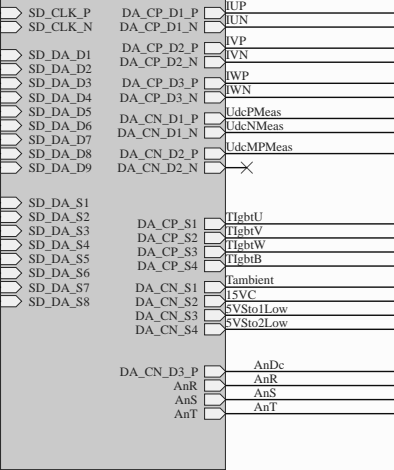 SD_CLK_P DA_CP_D1_P IUP
SD_CLK_N DA_CP_D1_N IUN
DA_CP_D2_P IVP
SD_DA_D1 DA_CP_D2_N IVN
SD_DA_D2
SD_DA_D3 DA_CP_D3_P IWP
SD_DA_D4 DA_CP_D3_N IWN
SD_DA_D5 DA_CN_D1_P UdcPMeas
SD_DA_D6 DA_CN_D1_N UdcNMeas
SD_DA_D7
SD_DA_D8 DA_CN_D2_P UdcMPMeas
SD_DA_D9 DA_CN_D2_N
SD_DA_S1
SD_DA_S2 DA_CP_S1 TIgbtU
SD_DA_S3 DA_CP_S2 TIgbtV
SD_DA_S4 DA_CP_S3 TIgbtW
SD_DA_S5 DA_CP_S4 TIgbtB
SD_DA_S6
SD_DA_S7 DA_CN_S1 Tambient
SD_DA_S8 DA_CN_S2 15VC
DA_CN_S3 5VSto1Low
DA_CN_S4 5VSto2Low
DA_CN_D3_P AnDc
AnR AnR
AnS AnS
AnT AnT